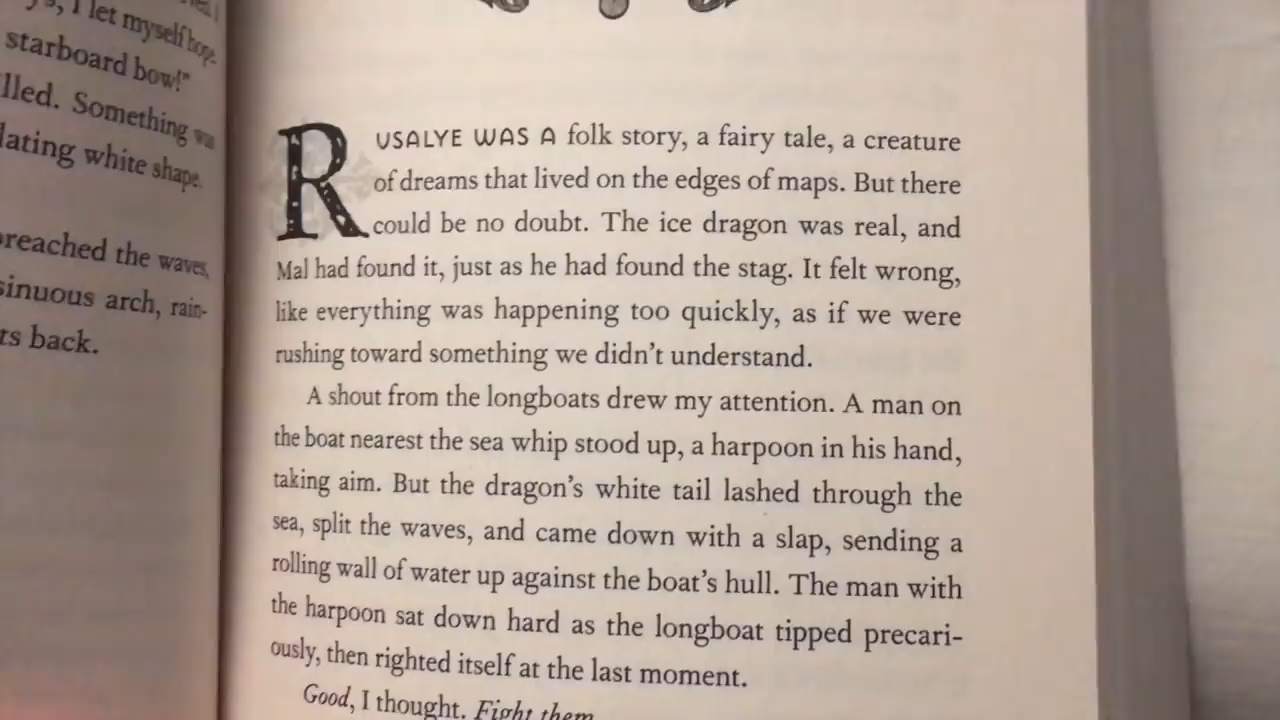 I let myself hope.
starboard bow!"
lled. Something was
lating white shape.
reached the waves,
sinuous arch, rain-
ts back.
RUSALYE WAS A folk story, a fairy tale, a creature
of dreams that lived on the edges of maps. But there
could be no doubt. The ice dragon was real, and
Mal had found it, just as he had found the stag. It felt wrong,
like everything was happening too quickly, as if we were
rushing toward something we didn't understand.
A shout from the longboats drew my attention. A man on
the boat nearest the sea whip stood up, a harpoon in his hand,
taking aim. But the dragon's white tail lashed through the
sea, split the waves, and came down with a slap, sending a
rolling wall of water up against the boat's hull. The man with
the harpoon sat down hard as the longboat tipped precari-
ously, then righted itself at the last moment.
Good, I thought. Fight them